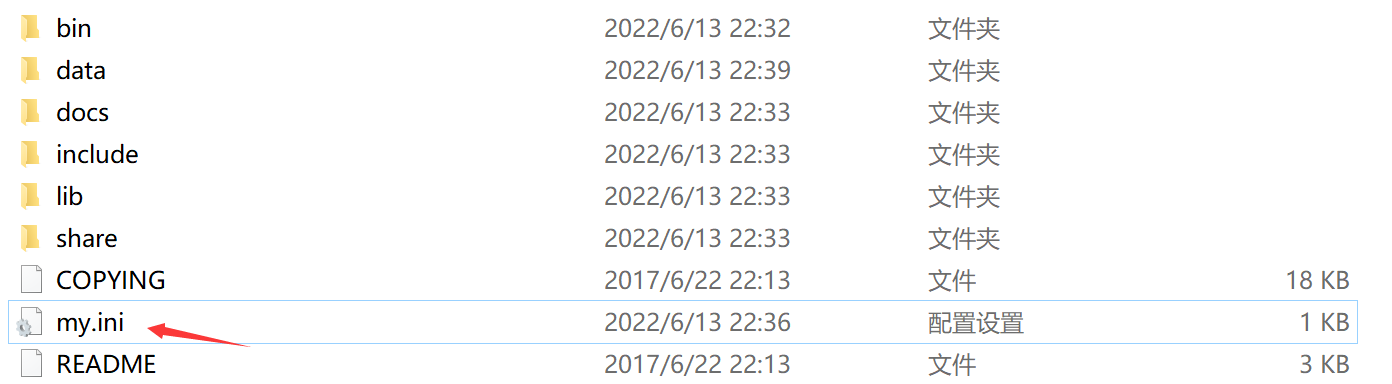 bin 2022/6/13 22:32 文件夹
data 2022/6/13 22:39 文件夹
docs 2022/6/13 22:33 文件夹
include 2022/6/13 22:33 文件夹
lib 2022/6/13 22:33 文件夹
share 2022/6/13 22:33 文件夹
COPYING 2017/6/22 22:13 文件 18 KB
my.ini 2022/6/13 22:36 配置设置 1 KB
README 2017/6/22 22:13 文件 3 KB